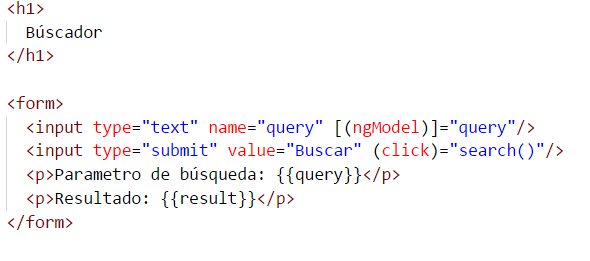 <h1>
Búscador
</h1>
<form>
<input type="text" name="query" [(ngModel)]="query"/>
<input type="submit" value="Buscar" (click)="search()"/>
<p>Parametro de búsqueda: {{query}}</p>
<p>Resultado: {{result}}</p>
</form>